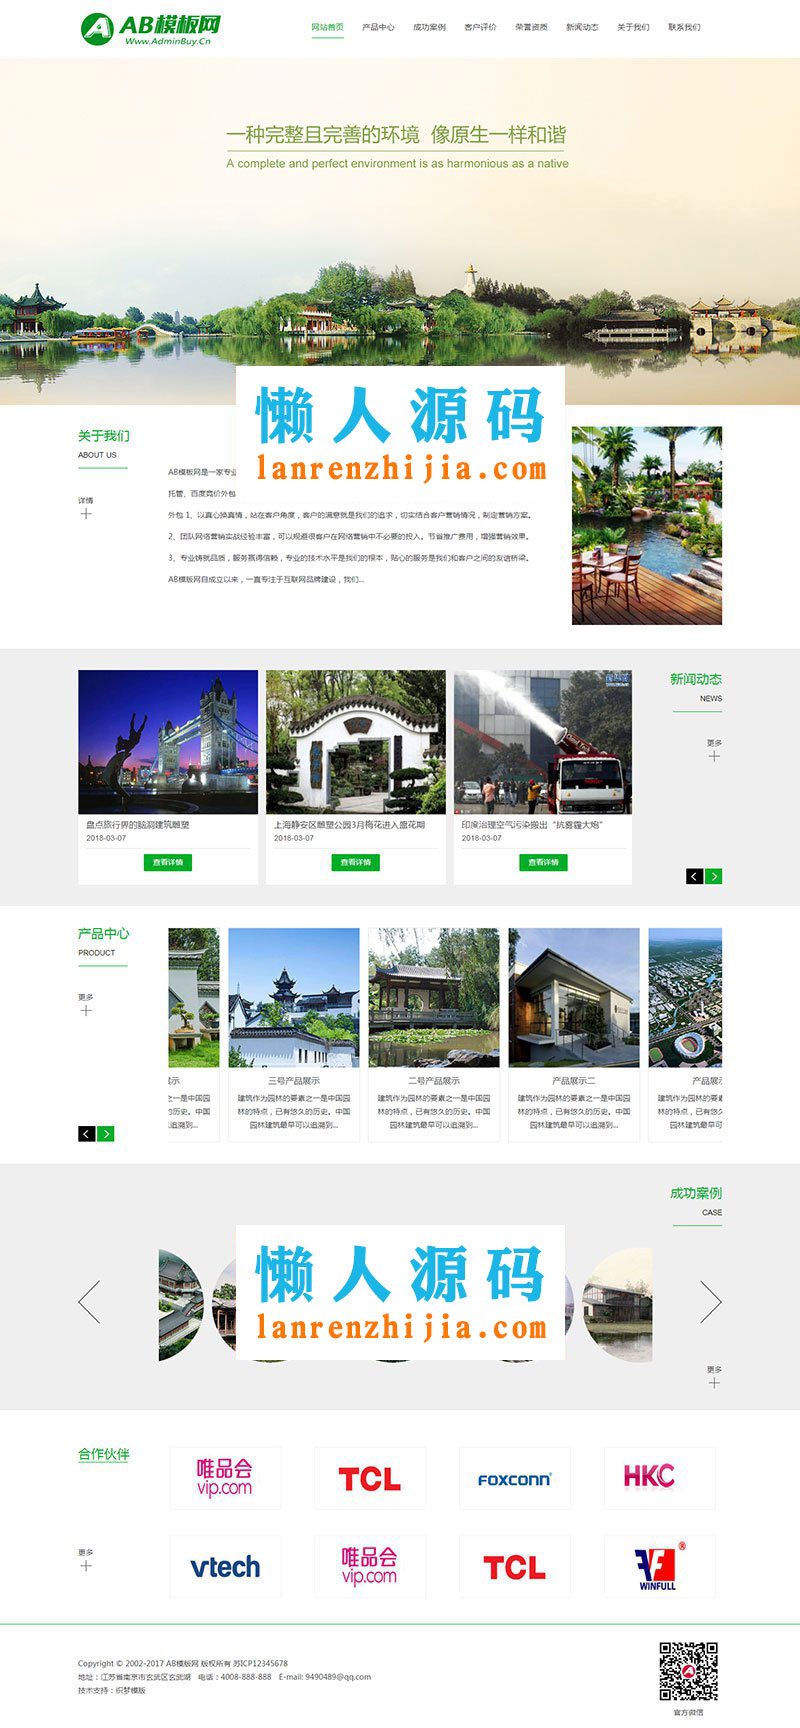 AB模板网
Www.AdminBuy.Cn
网站首页 产品中心 成功案例 客户评价 荣誉资质 新闻动态 关于我们 联系我们
一种完整且完善的环境 像原生一样和谐
A complete and perfect environment is as harmonious as a native
懒人源码
lanrenzhijia.com
关于我们
ABOUT US
详情
AB模板网是一家专业
托管、百度竞价外包
外包 1、以真心换真情，站在客户角度，客户的满意就是我们的追求，切实结合客户营销情况，制定营销方案。
2、团队网络营销实战经验丰富，可以规避很客户在网络营销中不必要的投入。节省推广费用，增强营销效果。
3、专业铸就品质，服务赢得信赖，专业的技术水平是我们的根本，贴心的服务是我们和客户之间的友谊桥梁。
AB模版网自成立以来，一直专注于互联网品牌建设，我们...
新闻动态
NEWS
更多
盘点旅行界的脑洞建筑雕塑
2018-03-07
查看详情
上海静安区雕塑公园3月梅花进入盛花期
2018-03-07
查看详情
印度治理空气污染搬出“抗雾霾大炮”
2018-03-07
查看详情
产品中心
PRODUCT
更多
示
之一是中国园
的历史。中国
追溯到...
三号产品展示
建筑作为园林的要素之一是中国园
林的特点，已有悠久的历史。中国
园林建筑最早可以追溯到...
二号产品展示
建筑作为园林的要素之一是中国园
林的特点，已有悠久的历史。中国
园林建筑最早可以追溯到...
产品展示二
建筑作为园林的要素之一是中国园
林的特点，已有悠久的历史。中国
园林建筑最早可以追溯到...
产品展
建筑作为园林的
林的特点，已有
园林建筑最
成功案例
CASE
懒人源码
lanrenzhijia.com
更多
合作伙伴
更多
唯品会
vip.com
TCL
FOXCONN
HKC
vtech
唯品会
vip.com
TCL
WINFULL
Copyright © 2002-2017 AB模版网 版权所有 苏ICP12345678
地址：江苏省南京市玄武区玄武湖 电话：4008-888-888 E-mail: 9490489@qq.com
技术支持：织梦模版
官方微信